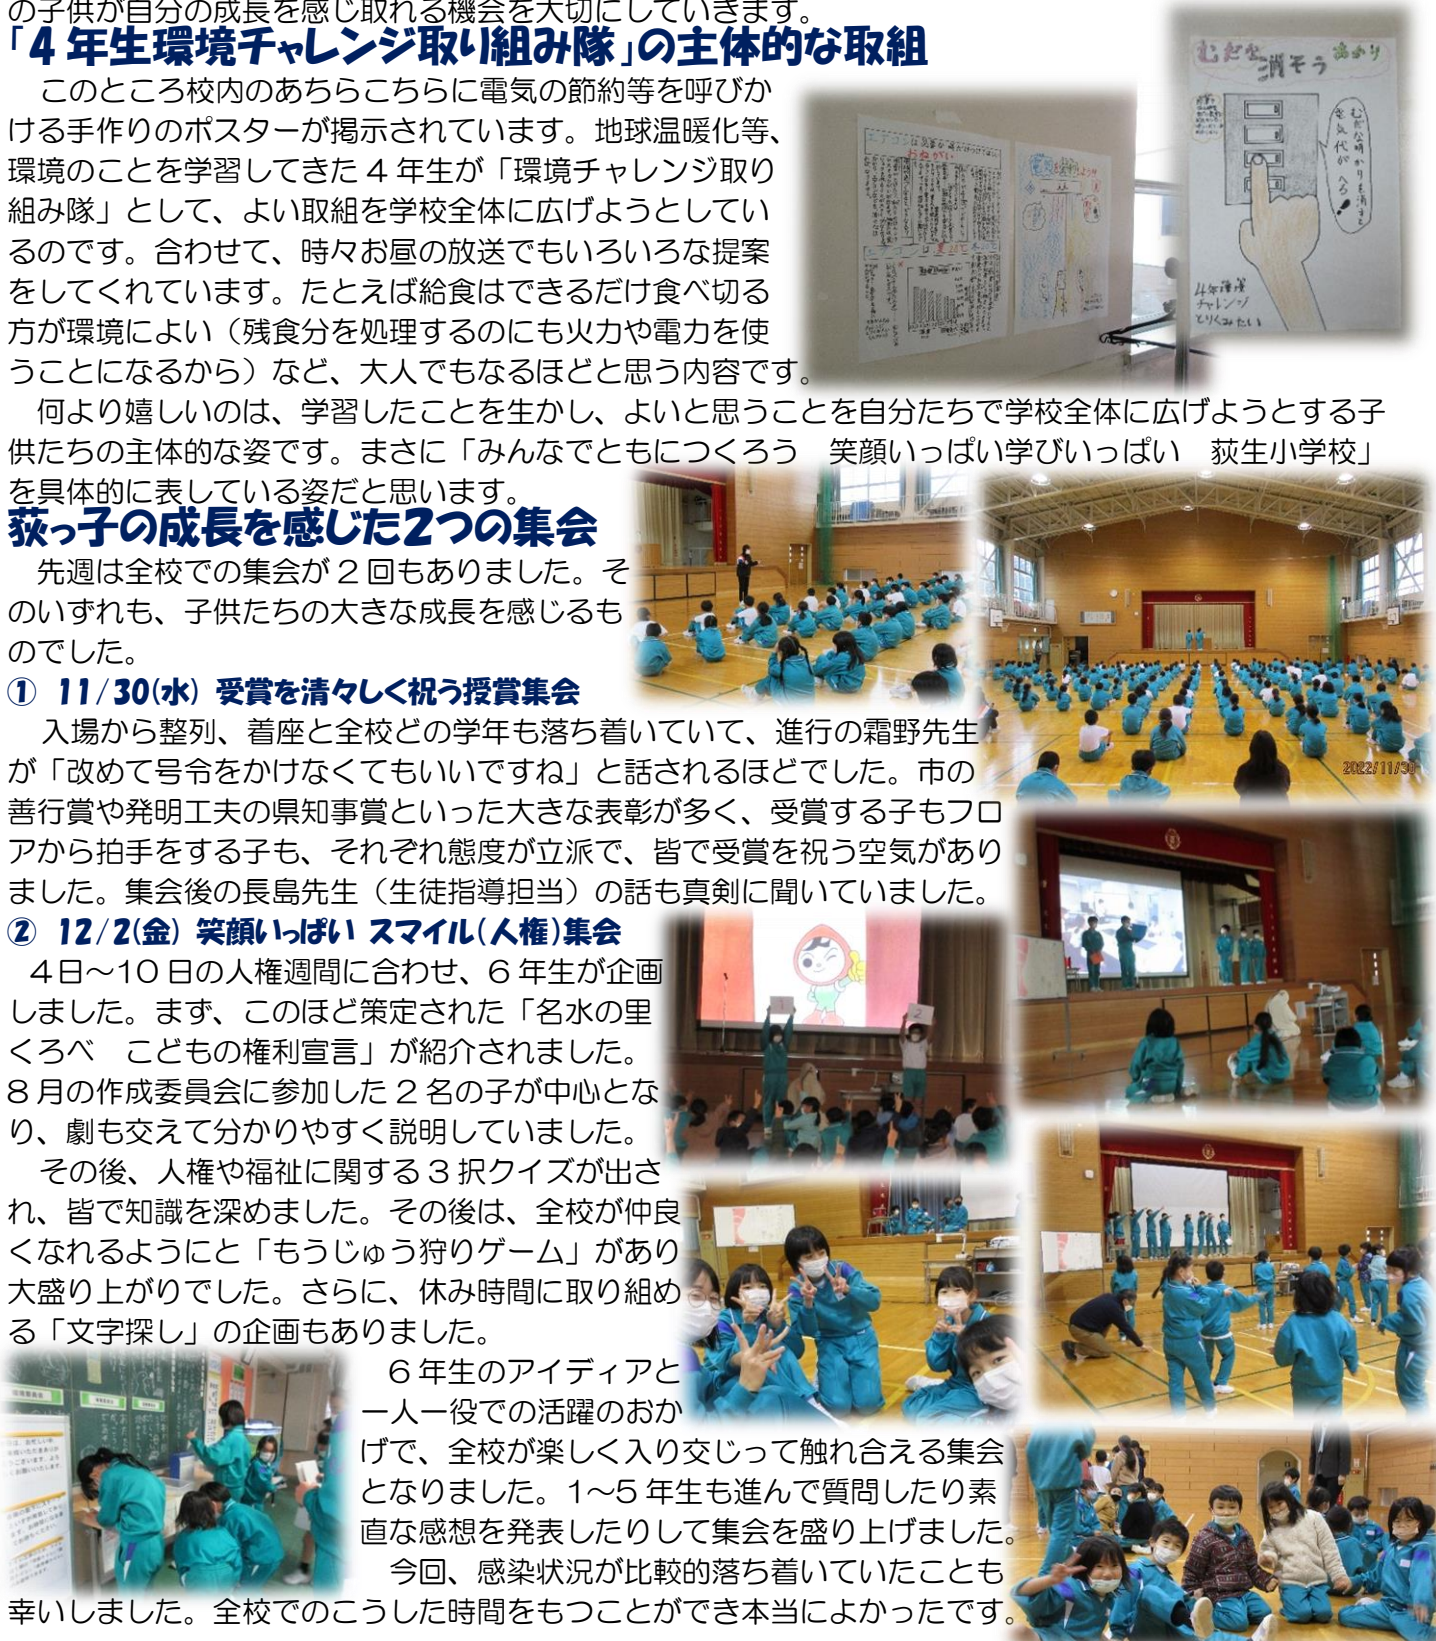 の子供が自分の成長を感じ取れる機会を大切にしていきます。
「4年生環境チャレンジ取り組み隊」の主体的な取組
このところ校内のあちらこちらに電気の節約等を呼びか
ける手作りのポスターが掲示されています。地球温暖化等、
環境のことを学習してきた4年生が「環境チャレンジ取り
組み隊」として、よい取組を学校全体に広げようとしてい
るのです。合わせて、時々お昼の放送でもいろいろな提案
をしてくれています。たとえば給食はできるだけ食べ切る
方が環境によい（残食分を処理するのにも火力や電力を使
うことになるから）など、大人でもなるほどと思う内容です。
むだな
消そう
あかり
むだな明かりを消すと
電気代がへる!
4年環境
チャレンジ
とりくみたい
おねがい
何より嬉しいのは、学習したことを生かし、よいと思うことを自分たちで学校全体に広げようとする子
供たちの主体的な姿です。まさに「みんなでともにつくろう　笑顔いっぱい学びいっぱい　荻生小学校」
を具体的に表している姿だと思います。
荻っ子の成長を感じた2つの集会
先週は全校での集会が2回もありました。そ
のいずれも、子供たちの大きな成長を感じるも
のでした。
① 11/30(水) 受賞を清々しく祝う授賞集会
入場から整列、着座と全校どの学年も落ち着いていて、進行の霜野先生
が「改めて号令をかけなくてもいいですね」と話されるほどでした。市の
善行賞や発明工夫の県知事賞といった大きな表彰が多く、受賞する子もフロ
アから拍手をする子も、それぞれ態度が立派で、皆で受賞を祝う空気があり
ました。集会後の長島先生（生徒指導担当）の話も真剣に聞いていました。
2022/11/30
② 12/2(金) 笑顔いっぱい スマイル(人権)集会
4日～10日の人権週間に合わせ、6年生が企画
しました。まず、このほど策定された「名水の里
くろべ　こどもの権利宣言」が紹介されました。
8月の作成委員会に参加した2名の子が中心とな
り、劇も交えて分かりやすく説明していました。
その後、人権や福祉に関する3択クイズが出さ
れ、皆で知識を深めました。その後は、全校が仲良
くなれるようにと「もうじゅう狩りゲーム」があり
大盛り上がりでした。さらに、休み時間に取り組め
る「文字探し」の企画もありました。
2
6年生のアイディアと
一人一役での活躍のおか
げで、全校が楽しく入り交じって触れ合える集会
となりました。1～5年生も進んで質問したり素
直な感想を発表したりして集会を盛り上げました。
今回、感染状況が比較的落ち着いていたことも
幸いしました。全校でのこうした時間をもつことができ本当によかったです。